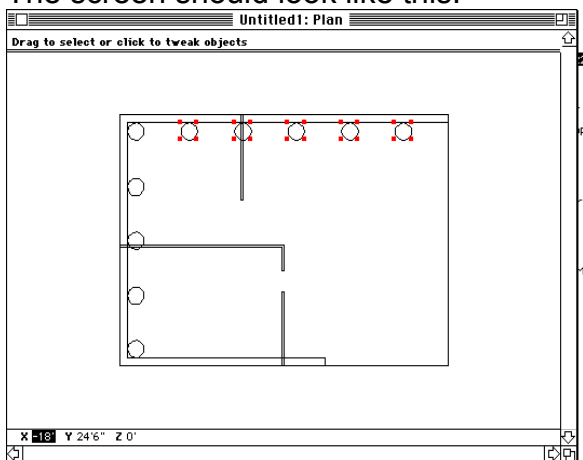 The screen should look like this:
Untitled1: Plan
Drag to select or click to tweak objects
X -18' Y 24'6" Z 0'